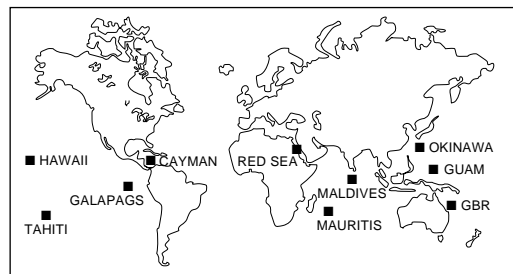 HAWAII
CAYMAN
RED SEA
OKINAWA
GUAM
GALAPAGS
MALDIVES
GBR
TAHITI
MAURITIS